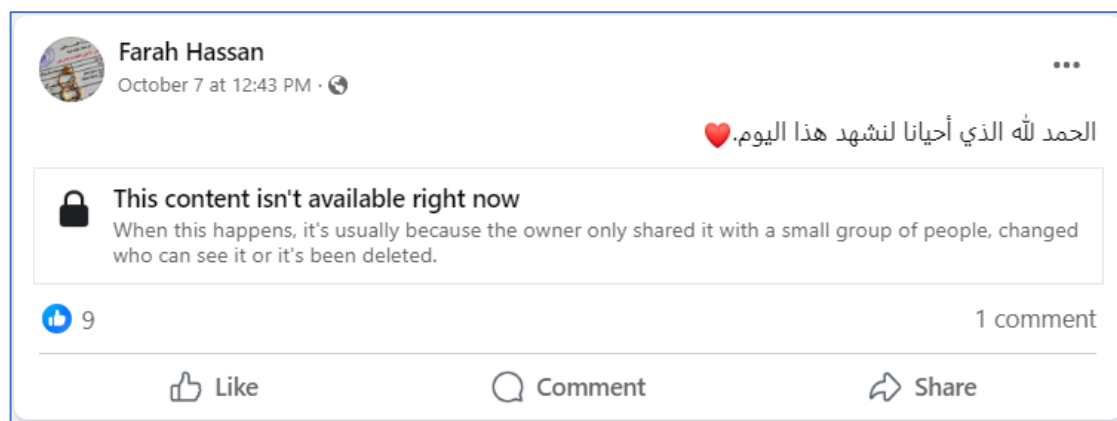 Farah Hassan
October 7 at 12:43 PM ·
الحمد لله الذي أحيانا لنشهد هذا اليوم.❤️
This content isn't available right now
When this happens, it's usually because the owner only shared it with a small group of people, changed
who can see it or it's been deleted.
9
1 comment
Like
Comment
Share